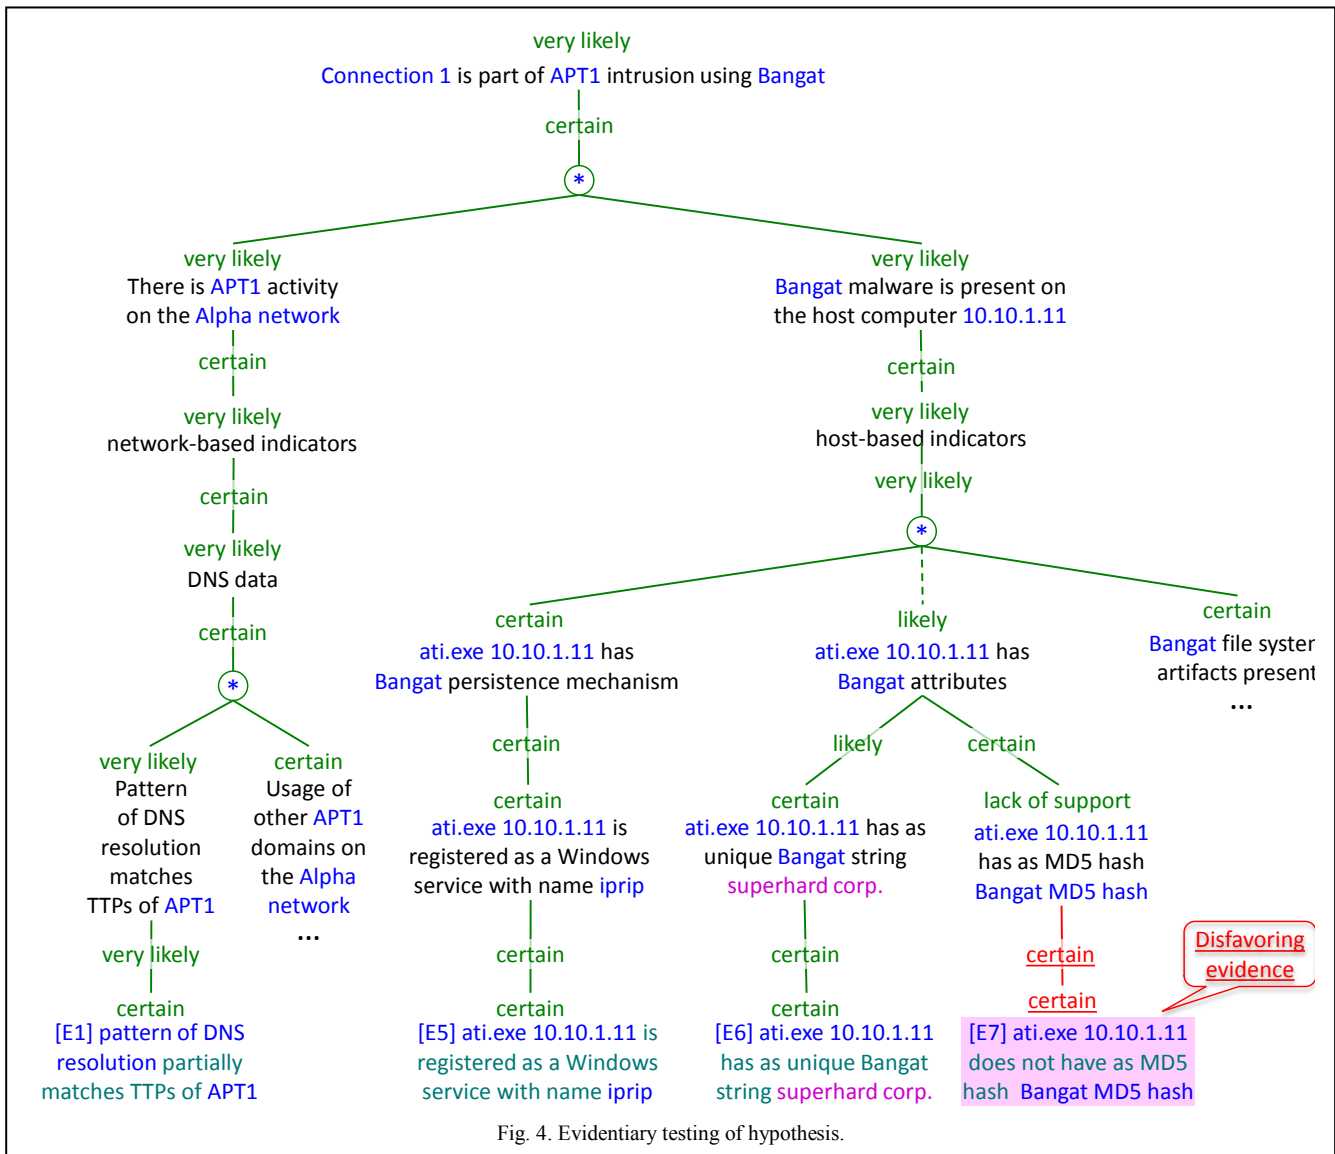 very likely
Connection 1 is part of APT1 intrusion using Bangat
certain
*
very likely
There is APT1 activity
on the Alpha network
certain
very likely
network-based indicators
certain
very likely
DNS data
certain
*
very likely
Pattern
of DNS
resolution
matches
TTPs of APT1
very likely
certain
[E1] pattern of DNS
resolution partially
matches TTPs of APT1
certain
Usage of
other APT1
domains on
the Alpha
network
...
very likely
Bangat malware is present on
the host computer 10.10.1.11
certain
very likely
host-based indicators
very likely
*
certain
ati.exe 10.10.1.11 has
Bangat persistence mechanism
certain
certain
ati.exe 10.10.1.11 is
registered as a Windows
service with name iprip
certain
certain
[E5] ati.exe 10.10.1.11 is
registered as a Windows
service with name iprip
likely
ati.exe 10.10.1.11 has
Bangat attributes
likely
certain
ati.exe 10.10.1.11 has as
unique Bangat string
superhard corp.
certain
certain
[E6] ati.exe 10.10.1.11
has as unique Bangat
string superhard corp.
certain
lack of support
ati.exe 10.10.1.11
has as MD5 hash
Bangat MD5 hash
certain
certain
[E7] ati.exe 10.10.1.11
does not have as MD5
hash Bangat MD5 hash
Disfavoring
evidence
certain
Bangat file system
artifacts present
...
Fig. 4. Evidentiary testing of hypothesis.